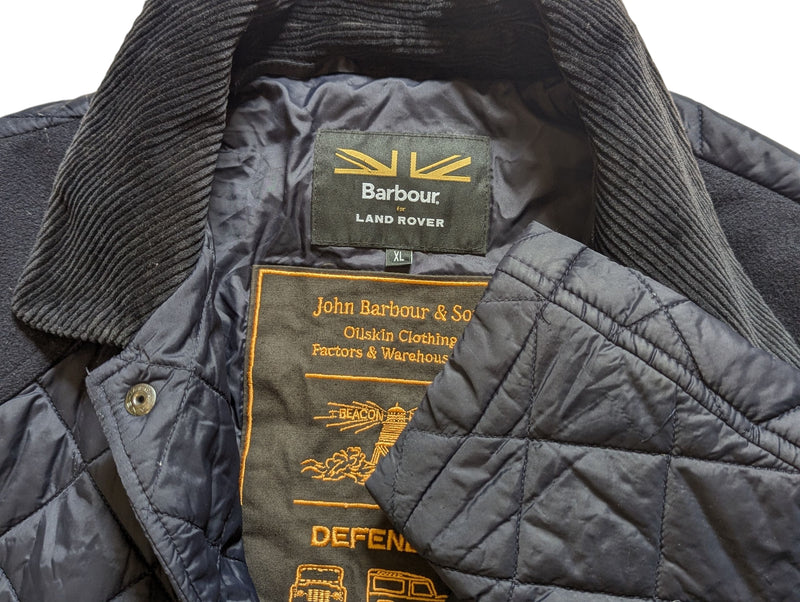 Barbour
for
LAND ROVER
XL
John Barbour & So
Oilskin Clothing
Factors & Warehous
BEACON
DEFEN